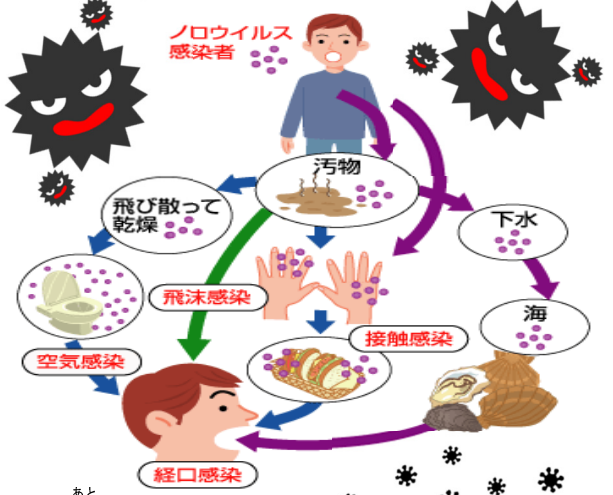 ノロウイルス
感染者
汚物
飛び散って
乾燥
下水
飛沫感染
海
接触感染
空気感染
経口感染
あと